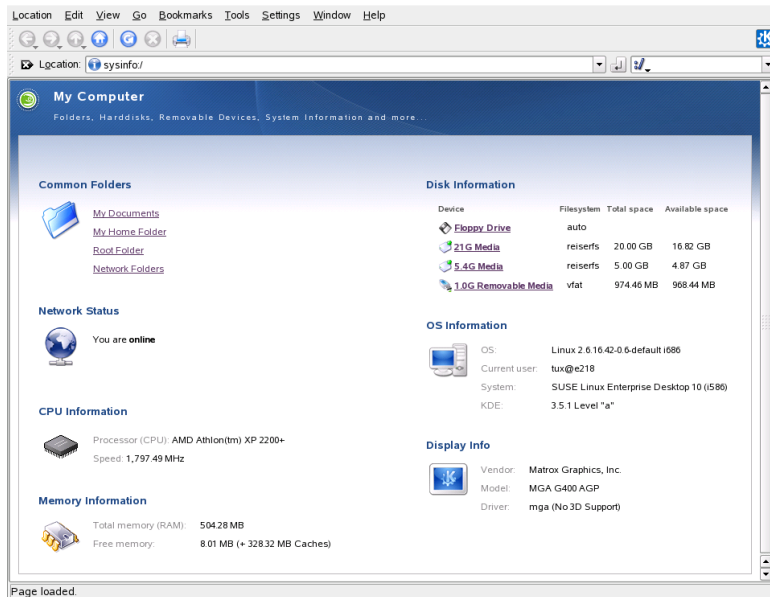 Location Edit View Go Bookmarks Tools Settings Window Help
Location: sysinfo:/
My Computer
Folders, Harddisks, Removable Devices, System Information and more...
Common Folders
My Documents
My Home Folder
Root Folder
Network Folders
Network Status
You are online
CPU Information
Processor (CPU): AMD Athlon(tm) XP 2200+
Speed: 1,797.49 MHz
Memory Information
Total memory (RAM): 504.28 MB
Free memory: 8.01 MB (+ 328.32 MB Caches)
Disk Information
Device Filesystem Total space Available space
Floppy Drive auto
21G Media reiserfs 20.00 GB 16.82 GB
5.4G Media reiserfs 5.00 GB 4.87 GB
1.0G Removable Media vfat 974.46 MB 968.44 MB
OS Information
OS: Linux 2.6.16.42-0.6-default i686
Current user: tux@e218
System: SUSE Linux Enterprise Desktop 10 (i586)
KDE: 3.5.1 Level "a"
Display Info
Vendor: Matrox Graphics, Inc.
Model: MGA G400 AGP
Driver: mga (No 3D Support)
Page loaded.